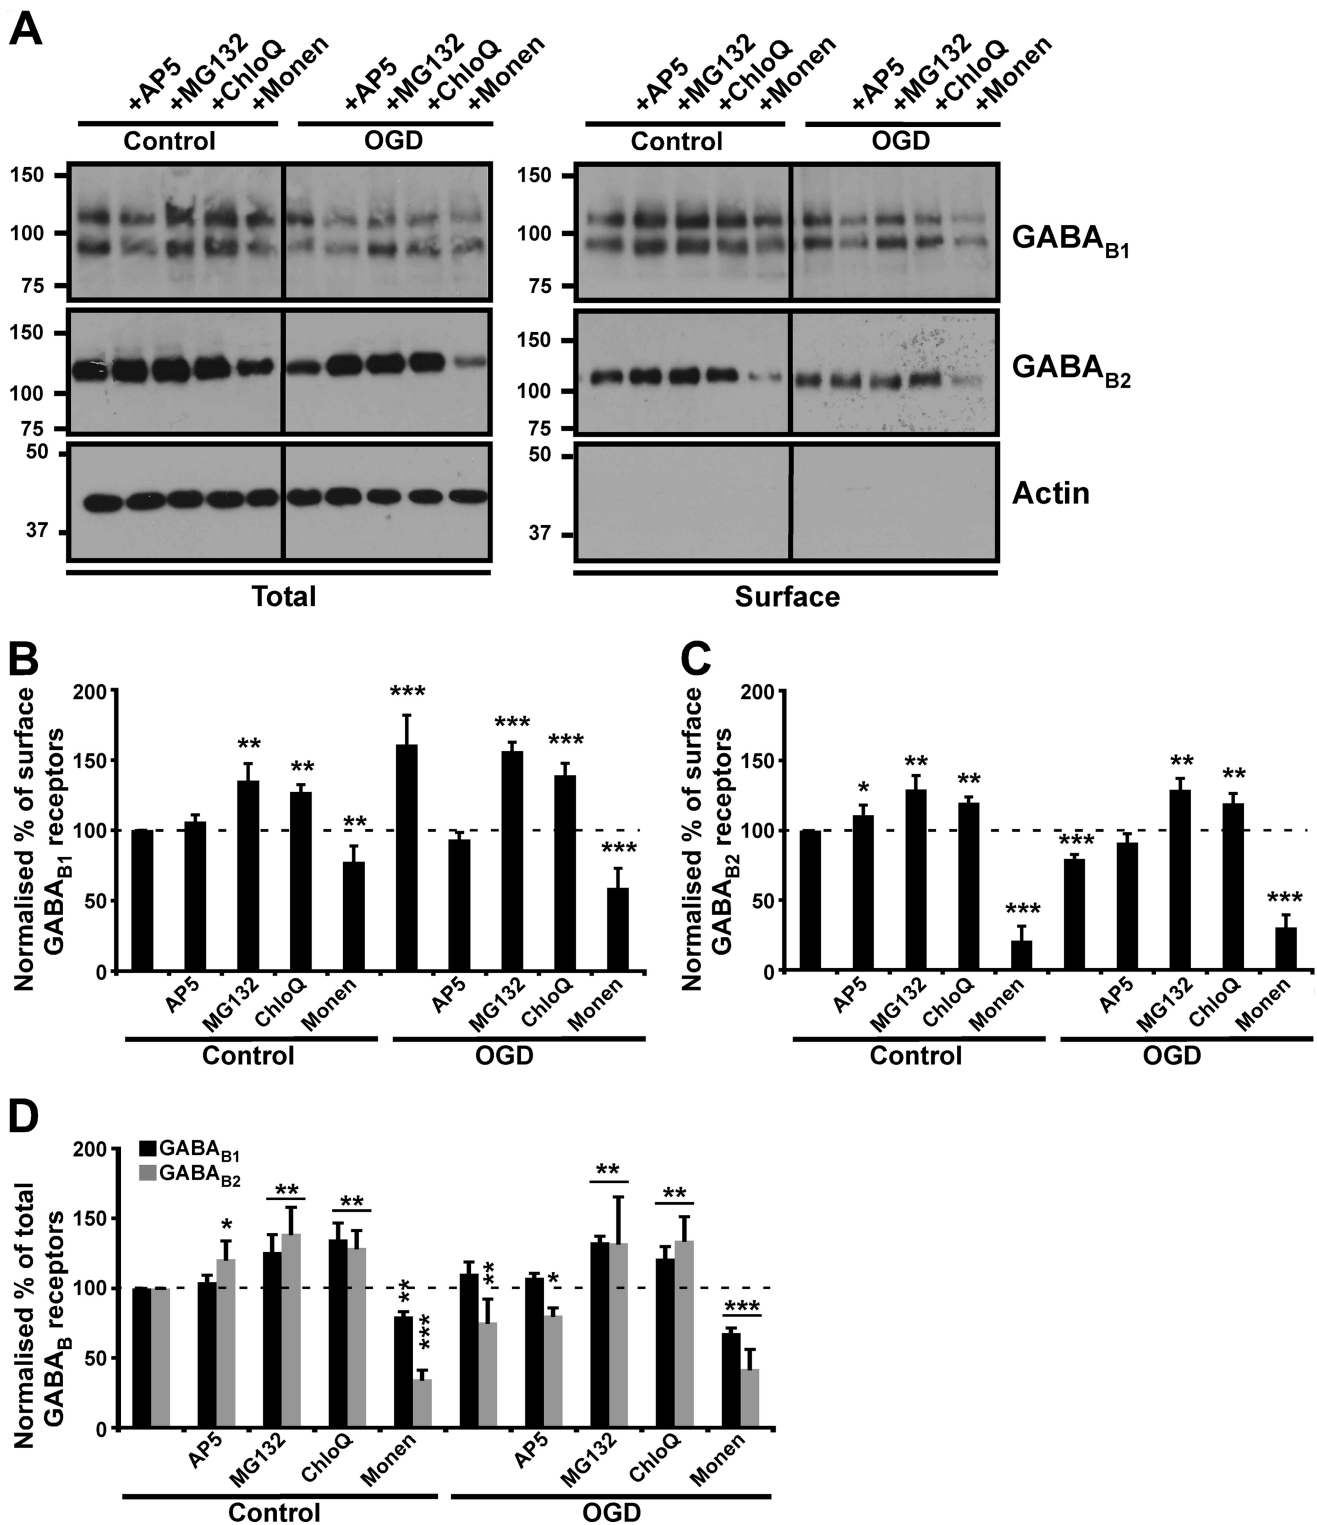 A
+AP5 +MG132 +ChloQ +Monen +AP5 +MG132 +ChloQ +Monen +AP5 +MG132 +ChloQ +Monen +AP5 +MG132 +ChloQ +Monen
Control OGD Control OGD
150 150
100 100 GABAB1
75 75
150 150
100 100 GABAB2
75 75
50 50
Actin
37 37
Total Surface
B
Normalised % of surface
GABAB1 receptors
200
150
100
50
0
** ** ** *** *** *** ***
AP5 MG132 ChloQ Monen AP5 MG132 ChloQ Monen
Control OGD
C
Normalised % of surface
GABAB2 receptors
200
150
100
50
0
* ** ** *** *** ** ** ***
AP5 MG132 ChloQ Monen AP5 MG132 ChloQ Monen
Control OGD
D
Normalised % of total
GABAB receptors
GABAB1
GABAB2
200
150
100
50
0
* ** ** ** *** ** * ** ** ***
AP5 MG132 ChloQ Monen AP5 MG132 ChloQ Monen
Control OGD